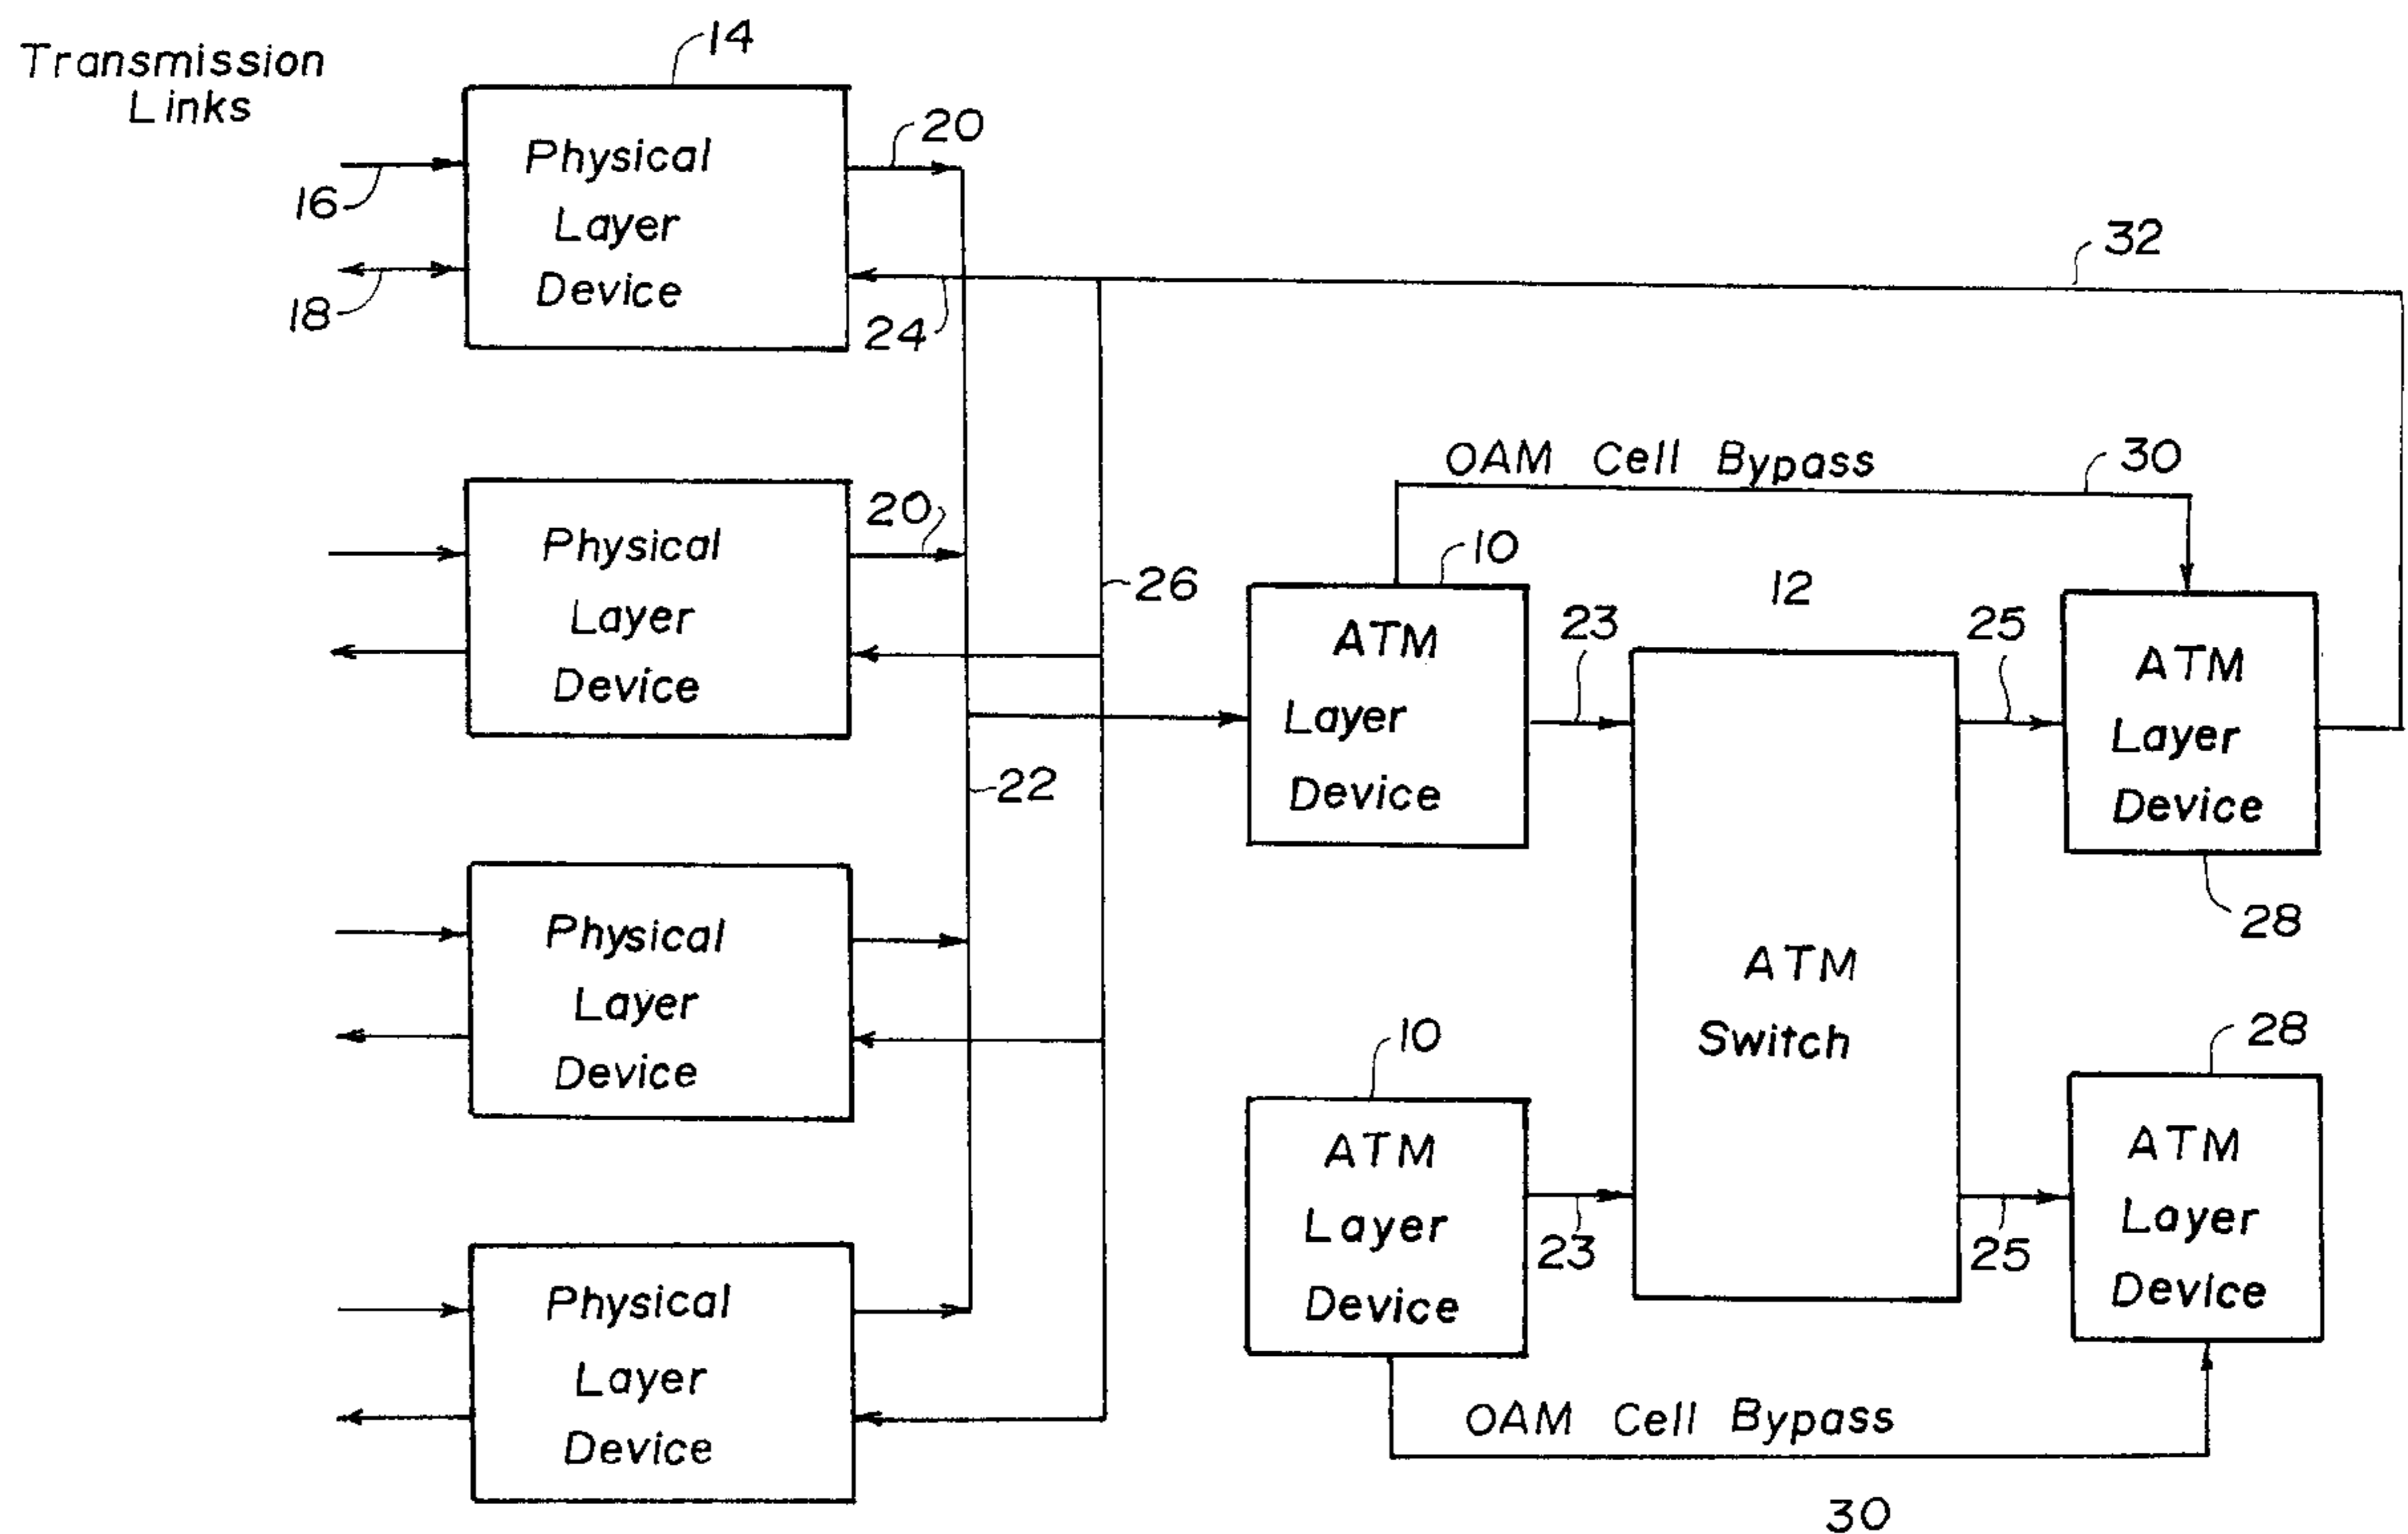 Transmission
Links
14
16
18
Physical
Layer
Device
20
24
32
Physical
Layer
Device
20
26
22
OAM Cell Bypass
30
10
ATM
Layer
Device
23
12
ATM
Switch
25
ATM
Layer
Device
28
Physical
Layer
Device
10
ATM
Layer
Device
23
25
28
ATM
Layer
Device
Physical
Layer
Device
OAM Cell Bypass
30